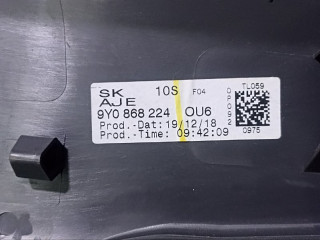 SK 10S F04 TL059
AJE
9Y0 868 224 OU6
Prod.-Dat: 19/12/18
Prod.-Time: 09:42:09
DP092
0975